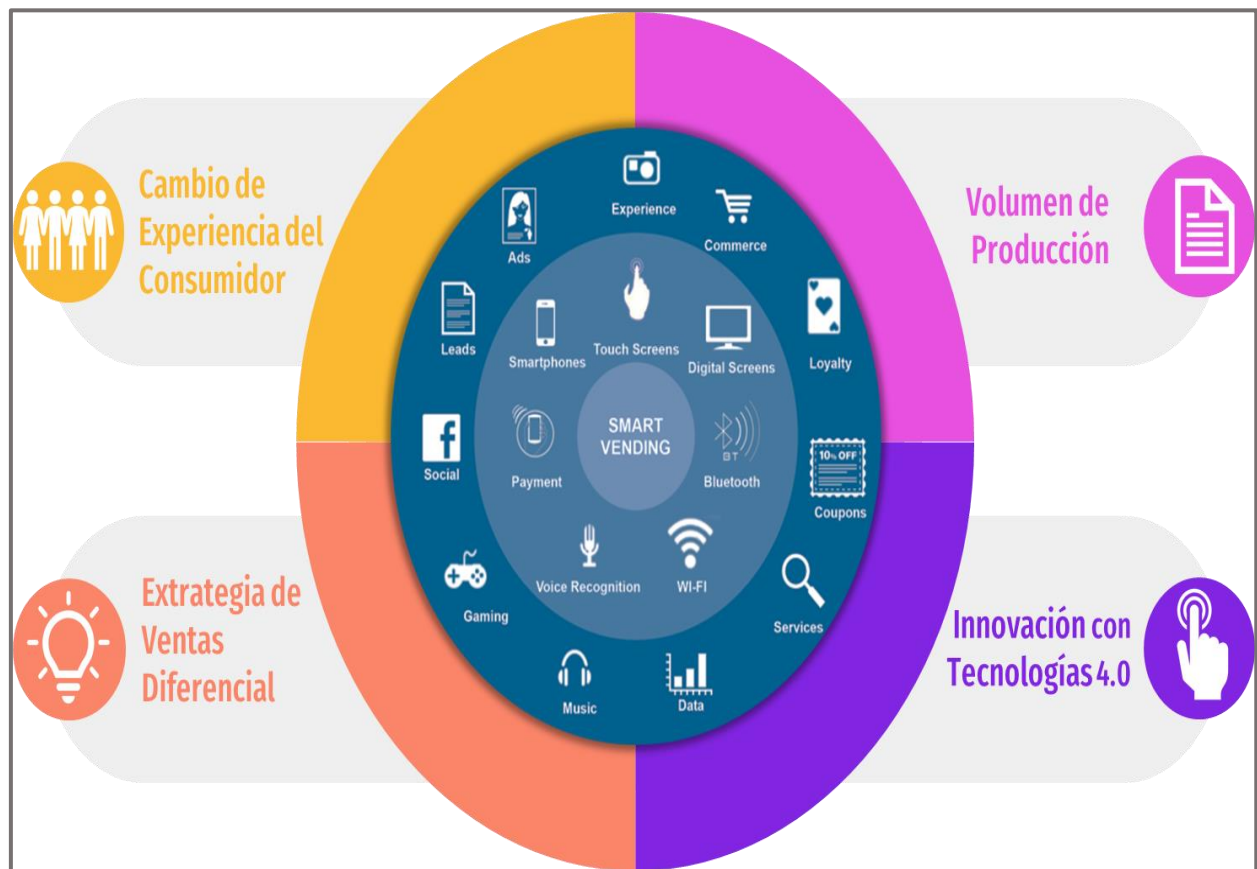 Cambio de
Experiencia del
Consumidor
Volumen de
Producción
Extrategia de
Ventas
Diferencial
Innovación con
Tecnologías 4.0
Experience
Commerce
Ads
Loyalty
Leads
Social
10% OFF
Coupons
Gaming
Services
Music
Data
Touch Screens
Smartphones
Digital Screens
Payment
BT
Bluetooth
Voice Recognition
WI-FI
SMART
VENDING